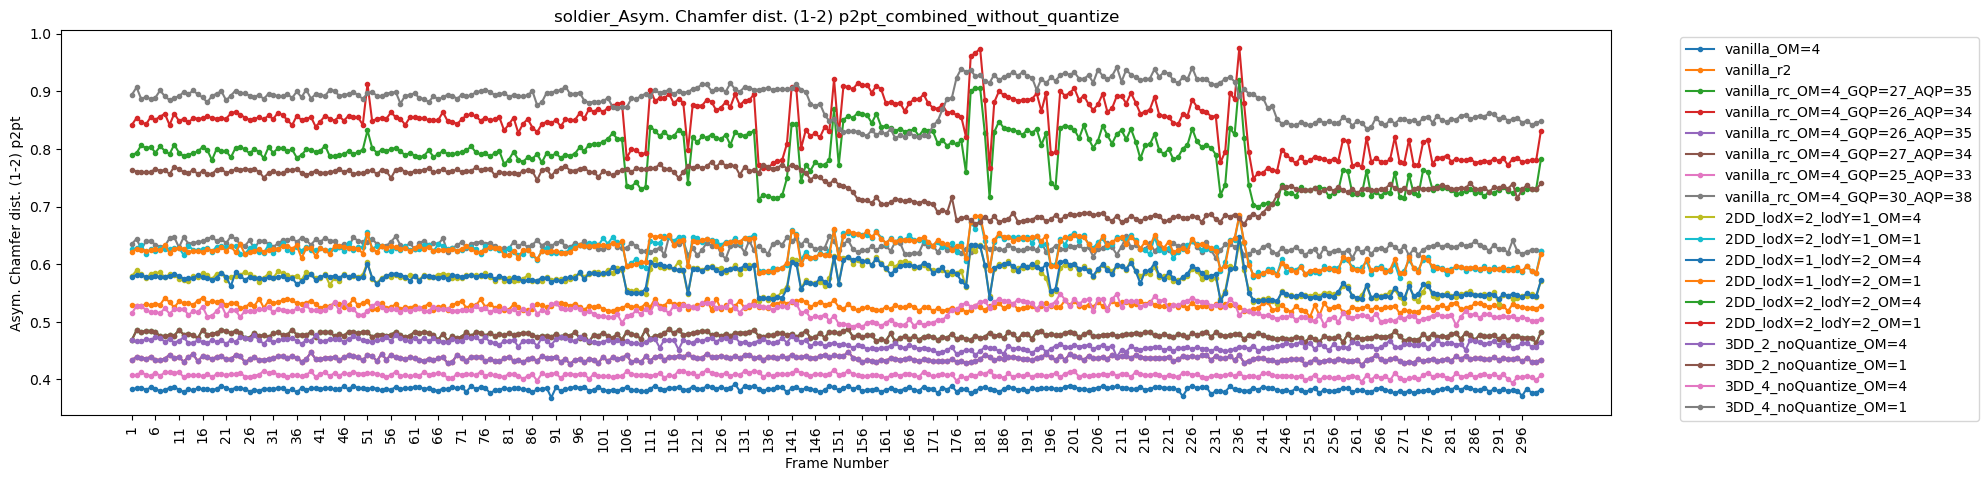 soldier_Asym. Chamfer dist. (1-2) p2pt_combined_without_quantize
Asym. Chamfer dist. (1-2) p2pt
1.0
0.9
0.8
0.7
0.6
0.5
0.4
1 6 11 16 21 26 31 36 41 46 51 56 61 66 71 76 81 86 91 96 101 106 111 116 121 126 131 136 141 146 151 156 161 166 171 176 181 186 191 196 201 206 211 216 221 226 231 236 241 246 251 256 261 266 271 276 281 286 291 296
Frame Number
vanilla_OM=4
vanilla_r2
vanilla_rc_OM=4_GQP=27_AQP=35
vanilla_rc_OM=4_GQP=26_AQP=34
vanilla_rc_OM=4_GQP=26_AQP=35
vanilla_rc_OM=4_GQP=27_AQP=34
vanilla_rc_OM=4_GQP=25_AQP=33
vanilla_rc_OM=4_GQP=30_AQP=38
2DD_lodX=2_lodY=1_OM=4
2DD_lodX=2_lodY=1_OM=1
2DD_lodX=1_lodY=2_OM=4
2DD_lodX=1_lodY=2_OM=1
2DD_lodX=2_lodY=2_OM=4
2DD_lodX=2_lodY=2_OM=1
3DD_2_noQuantize_OM=4
3DD_2_noQuantize_OM=1
3DD_4_noQuantize_OM=4
3DD_4_noQuantize_OM=1